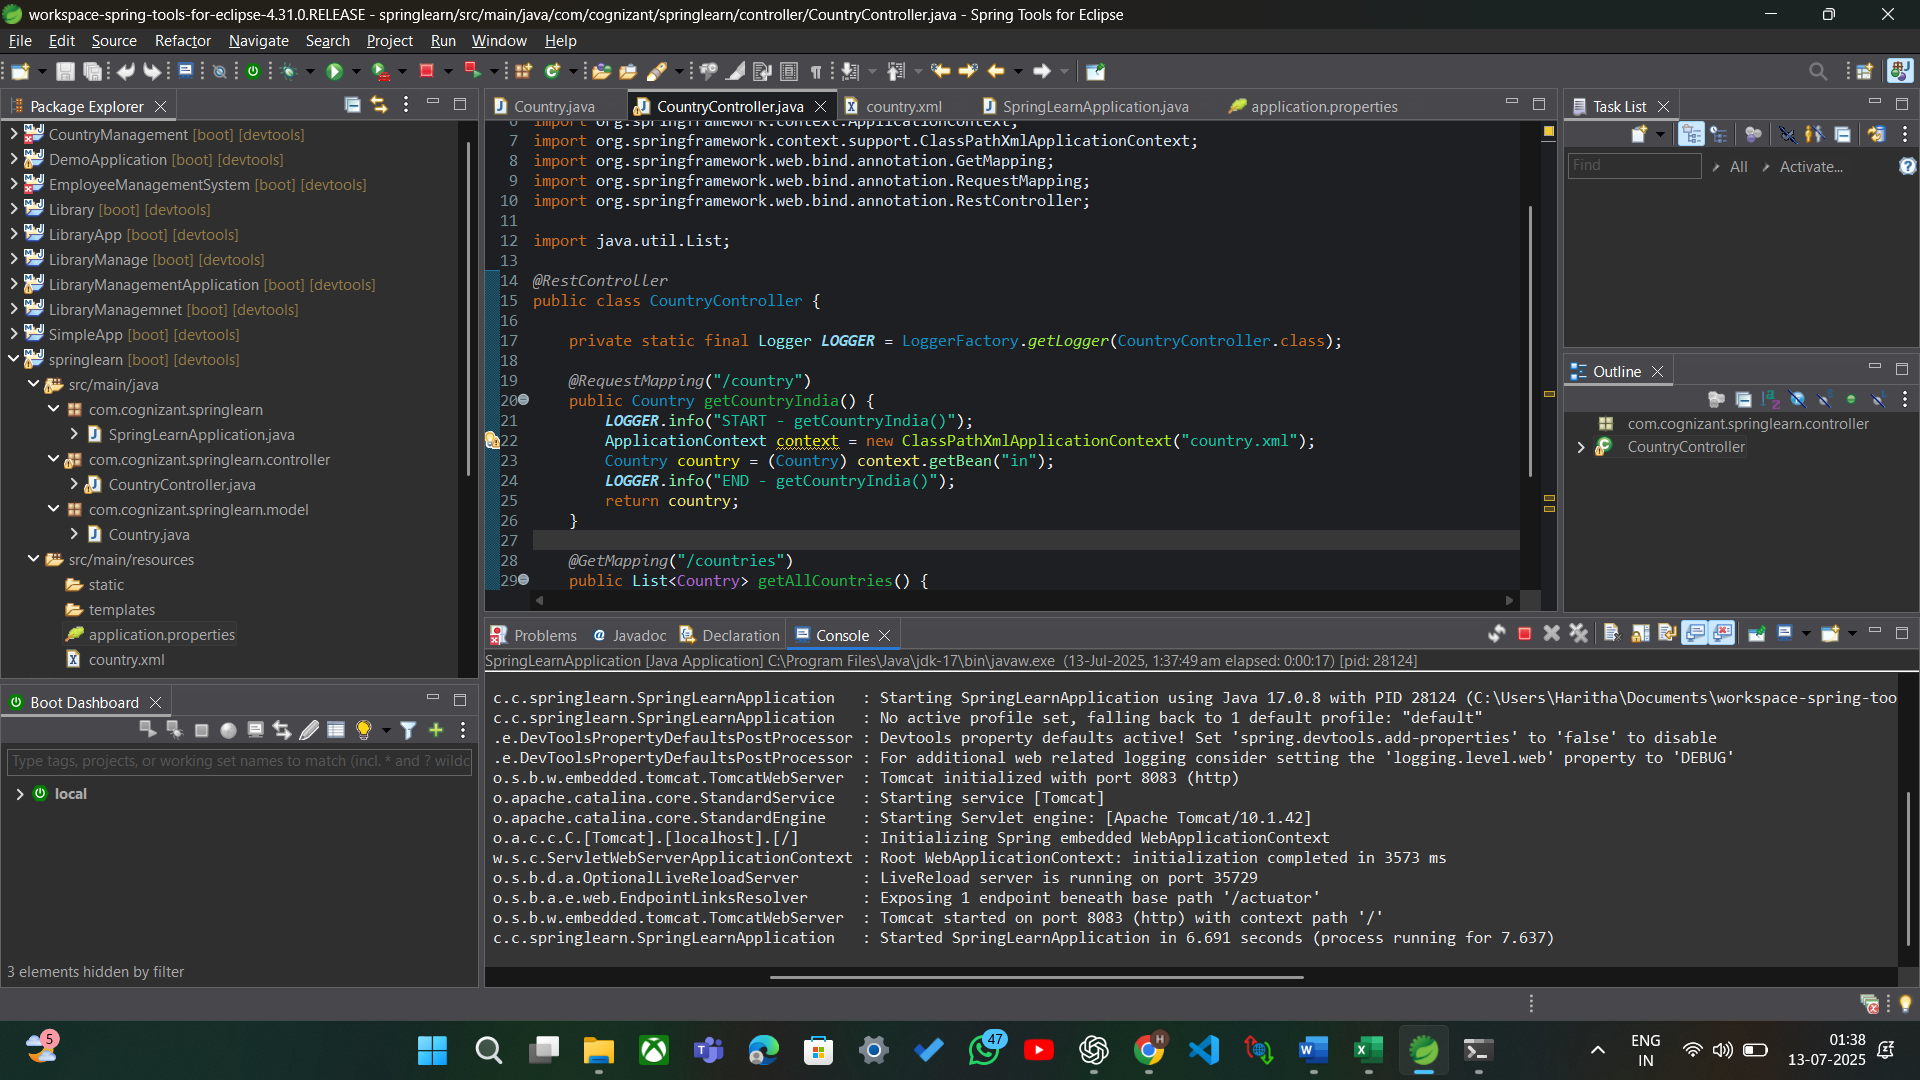 workspace-spring-tools-for-eclipse-4.31.0.RELEASE - springlearn/src/main/java/com/cognizant/springlearn/controller/CountryController.java - Spring Tools for Eclipse
File Edit Source Refactor Navigate Search Project Run Window Help
Package Explorer
CountryManagement [boot] [devtools]
DemoApplication [boot] [devtools]
EmployeeManagementSystem [boot] [devtools]
Library [boot] [devtools]
LibraryApp [boot] [devtools]
LibraryManage [boot] [devtools]
LibraryManagementApplication [boot] [devtools]
LibraryManagemnet [boot] [devtools]
SimpleApp [boot] [devtools]
springlearn [boot] [devtools]
src/main/java
com.cognizant.springlearn
SpringLearnApplication.java
com.cognizant.springlearn.controller
CountryController.java
com.cognizant.springlearn.model
Country.java
src/main/resources
static
templates
application.properties
country.xml
Boot Dashboard
Type tags, projects, or working set names to match (incl. * and ? wildc
local
3 elements hidden by filter
Country.java CountryController.java country.xml SpringLearnApplication.java application.properties
6 import org.springframework.context.ApplicationContext;
7 import org.springframework.context.support.ClassPathXmlApplicationContext;
8 import org.springframework.web.bind.annotation.GetMapping;
9 import org.springframework.web.bind.annotation.RequestMapping;
10 import org.springframework.web.bind.annotation.RestController;
11
12 import java.util.List;
13
14 @RestController
15 public class CountryController {
16
17 private static final Logger LOGGER = LoggerFactory.getLogger(CountryController.class);
18
19 @RequestMapping("/country")
20 public Country getCountryIndia() {
21 LOGGER.info("START - getCountryIndia()");
22 ApplicationContext context = new ClassPathXmlApplicationContext("country.xml");
23 Country country = (Country) context.getBean("in");
24 LOGGER.info("END - getCountryIndia()");
25 return country;
26 }
27
28 @GetMapping("/countries")
29 public List<Country> getAllCountries() {
Problems Javadoc Declaration Console
SpringLearnApplication [Java Application] C:\Program Files\Java\jdk-17\bin\javaw.exe (13-Jul-2025, 1:37:49 am elapsed: 0:00:17) [pid: 28124]
c.c.springlearn.SpringLearnApplication : Starting SpringLearnApplication using Java 17.0.8 with PID 28124 (C:\Users\Haritha\Documents\workspace-spring-too
c.c.springlearn.SpringLearnApplication : No active profile set, falling back to 1 default profile: "default"
.e.DevToolsPropertyDefaultsPostProcessor : Devtools property defaults active! Set 'spring.devtools.add-properties' to 'false' to disable
.e.DevToolsPropertyDefaultsPostProcessor : For additional web related logging consider setting the 'logging.level.web' property to 'DEBUG'
o.s.b.w.embedded.tomcat.TomcatWebServer : Tomcat initialized with port 8083 (http)
o.apache.catalina.core.StandardService : Starting service [Tomcat]
o.apache.catalina.core.StandardEngine : Starting Servlet engine: [Apache Tomcat/10.1.42]
o.a.c.c.C.[Tomcat].[localhost].[/] : Initializing Spring embedded WebApplicationContext
w.s.c.ServletWebServerApplicationContext : Root WebApplicationContext: initialization completed in 3573 ms
o.s.b.d.a.OptionalLiveReloadServer : LiveReload server is running on port 35729
o.s.b.a.e.web.EndpointLinksResolver : Exposing 1 endpoint beneath base path '/actuator'
o.s.b.w.embedded.tomcat.TomcatWebServer : Tomcat started on port 8083 (http) with context path '/'
c.c.springlearn.SpringLearnApplication : Started SpringLearnApplication in 6.691 seconds (process running for 7.637)
Task List
Find All Activate...
Outline
com.cognizant.springlearn.controller
CountryController
5
47
H
ENG
IN
01:38
13-07-2025